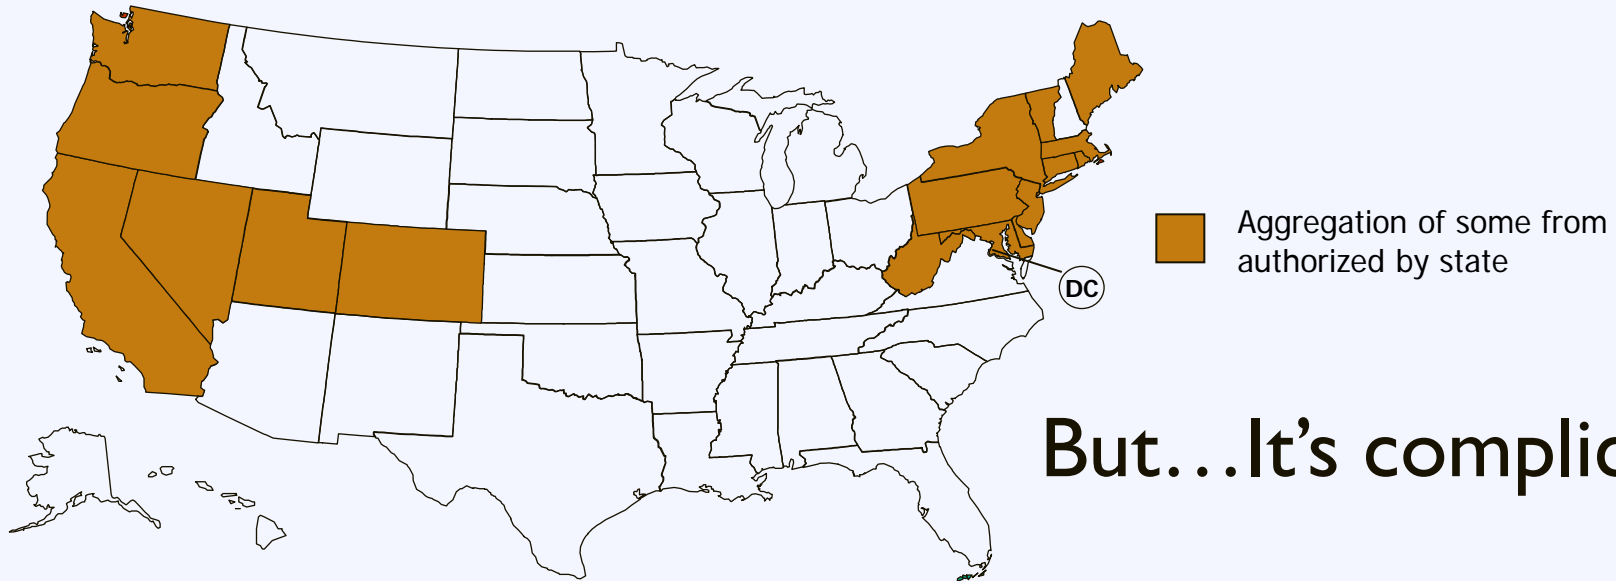 Aggregation of some from
authorized by state
DC
But…It’s complic